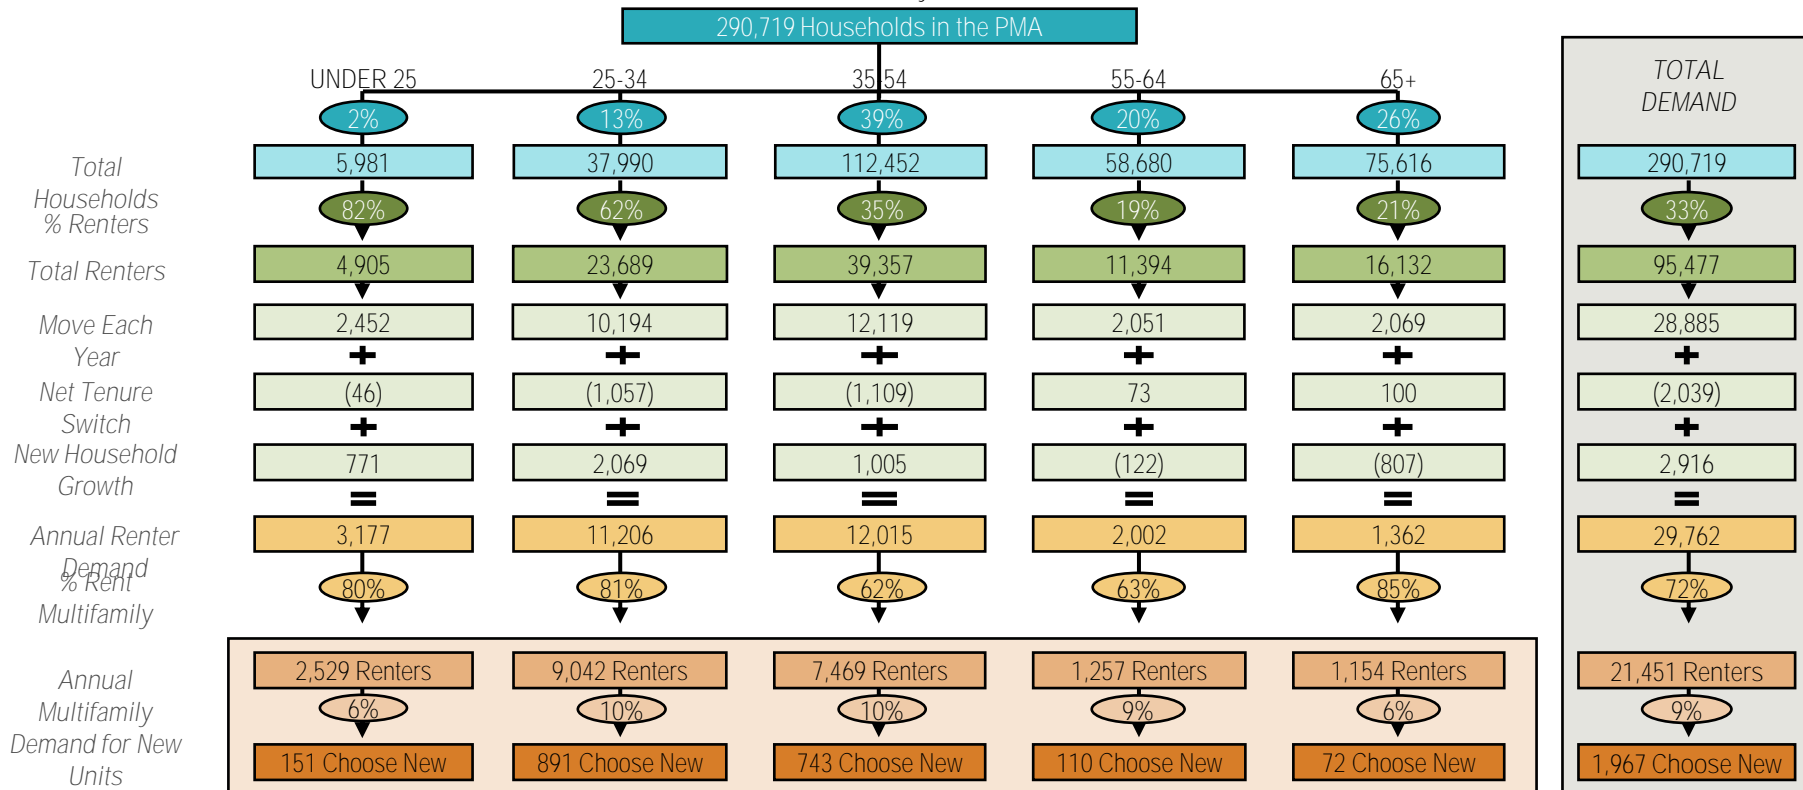 290,719 Households in the PMA
UNDER 25 25-34 35-54 55-64 65+
TOTAL
DEMAND
2% 13% 39% 20% 26%
Total
Households
5,981 37,990 112,452 58,680 75,616 290,719
% Renters
82% 62% 35% 19% 21% 33%
Total Renters
4,905 23,689 39,357 11,394 16,132 95,477
Move Each
Year
2,452 10,194 12,119 2,051 2,069 28,885
+ + + + + +
Net Tenure
Switch
(46) (1,057) (1,109) 73 100 (2,039)
+ + + + + +
New Household
Growth
771 2,069 1,005 (122) (807) 2,916
= = = = = =
Annual Renter
Demand
3,177 11,206 12,015 2,002 1,362 29,762
% Rent
Multifamily
80% 81% 62% 63% 85% 72%
Annual
Multifamily
Demand for New
Units
2,529 Renters 9,042 Renters 7,469 Renters 1,257 Renters 1,154 Renters 21,451 Renters
6% 10% 10% 9% 6% 9%
151 Choose New 891 Choose New 743 Choose New 110 Choose New 72 Choose New 1,967 Choose New